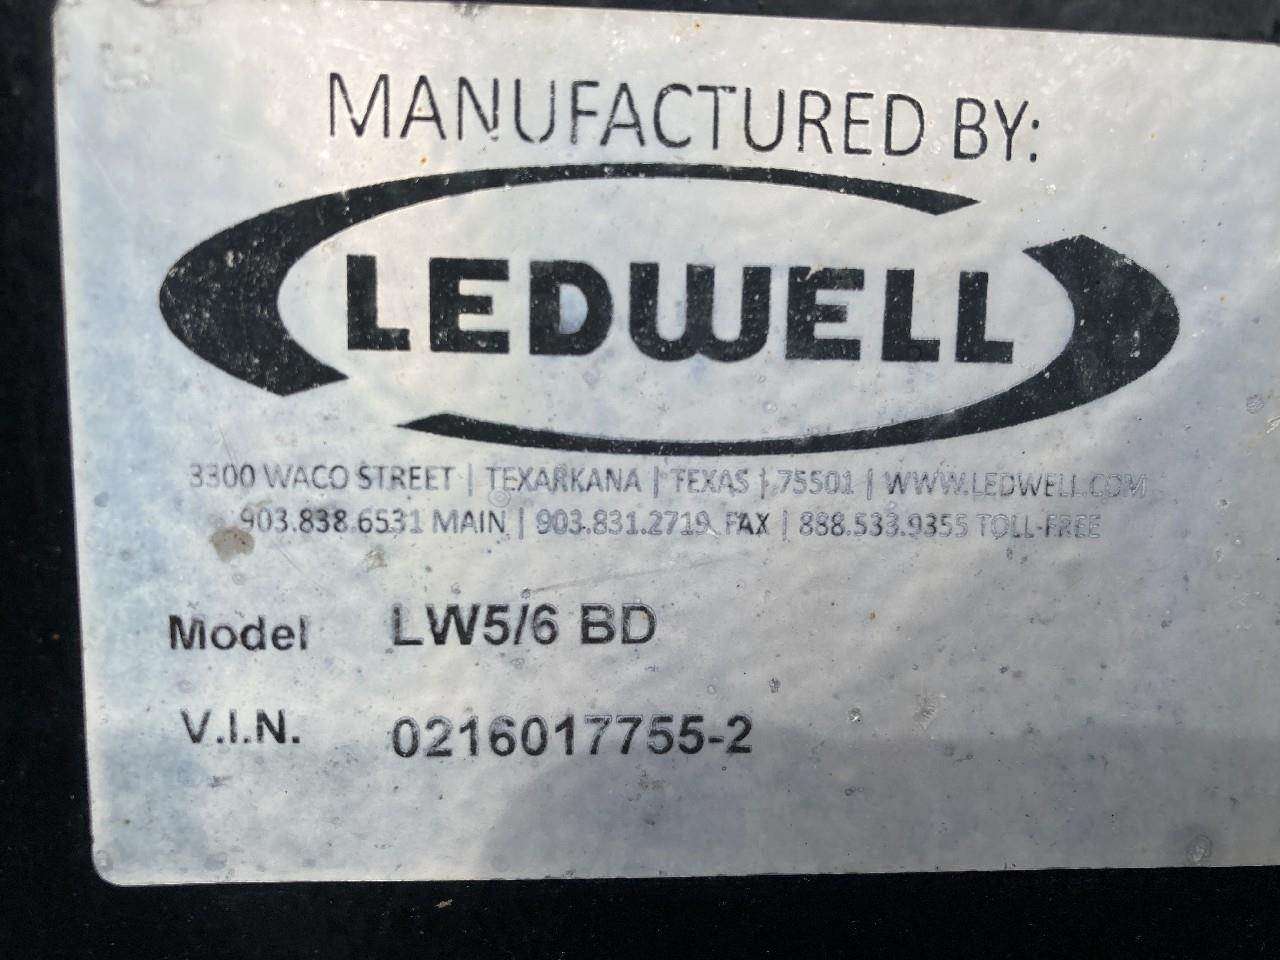 MANUFACTURED BY:
LEDWELL
3300 WACO STREET | TEXARKANA | TEXAS | 75501 | WWW.LEDWELL.COM
903.838.6531 MAIN | 903.831.2719 FAX | 888.533.9355 TOLL-FREE
Model LW5/6 BD
V.I.N. 0216017755-2